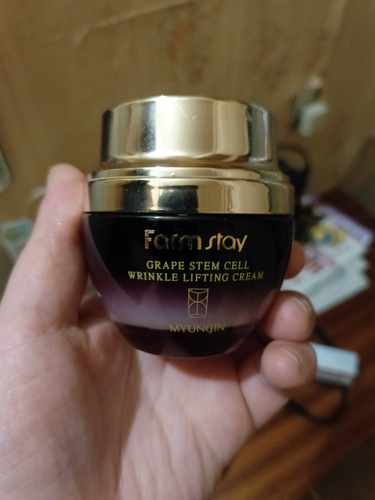 Farm stay
GRAPE STEM CELL
WRINKLE LIFTING CREAM
MYUNGIN